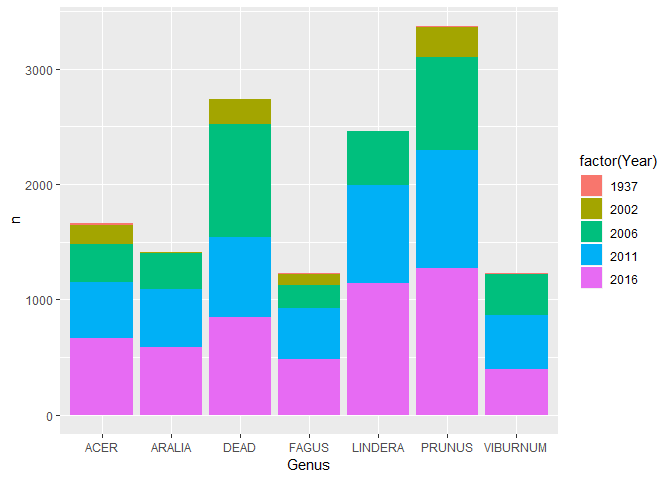 3000
2000
1000
0
n
ACER ARALIA DEAD FAGUS LINDERA PRUNUS VIBURNUM
Genus
factor(Year)
1937
2002
2006
2011
2016